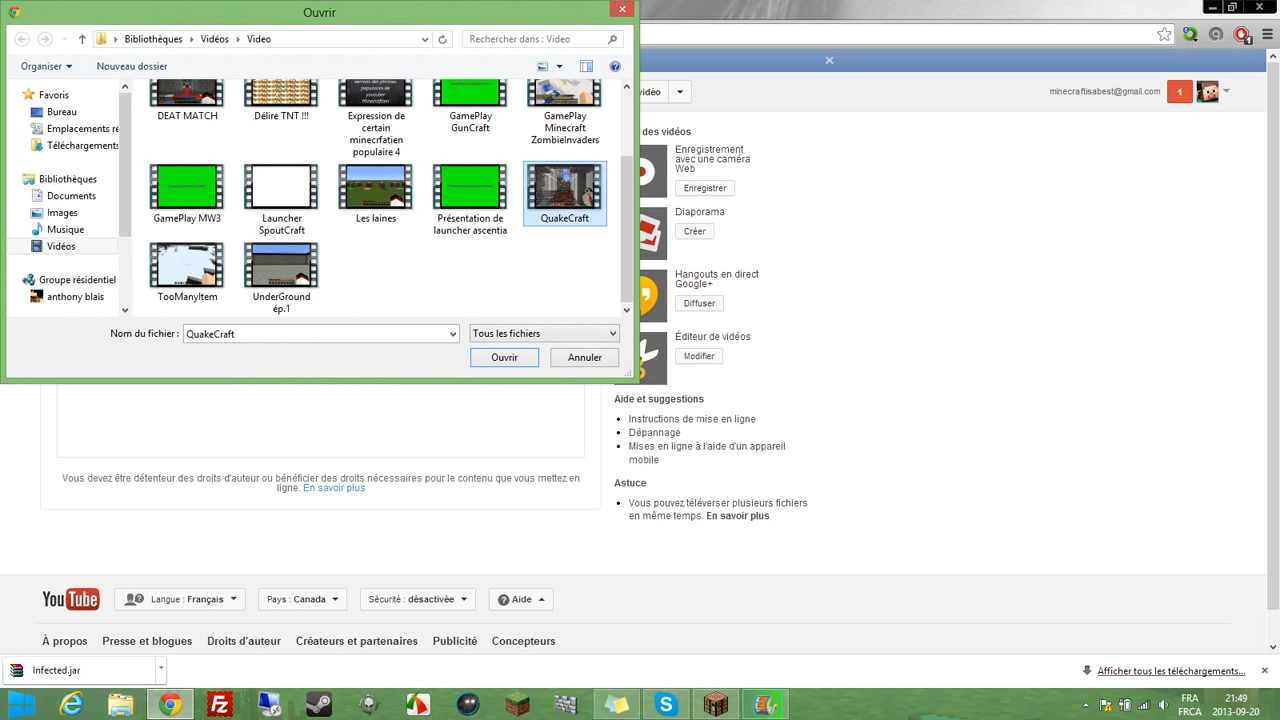 Ouvrir
Bibliothèques
Vidéos
Video
Rechercher dans : Video
Organiser
Nouveau dossier
Favoris
Bureau
Emplacements ré
Téléchargements
Bibliothèques
Documents
Images
Musique
Vidéos
Groupe résidentiel
anthony blais
DEAT MATCH
Délire TNT !!!
Expression de
certain
minecrfatien
populaire 4
GamePlay
GunCraft
GamePlay
Minecraft
ZombieInvaders
GamePlay MW3
Launcher
SpoutCraft
Les laines
Présentation de
launcher ascentia
QuakeCraft
TooManyItem
UnderGround
ép.1
Nom du fichier :
QuakeCraft
Tous les fichiers
Ouvrir
Annuler
vidéo
minecraftisabest@gmail.com
1
1
des vidéos
Enregistrement
avec une caméra
Web
Enregistrer
Diaporama
Créer
Hangouts en direct
Google+
Diffuser
Éditeur de vidéos
Modifier
Aide et suggestions
Instructions de mise en ligne
Dépannage
Mises en ligne à l'aide d'un appareil
mobile
Astuce
Vous pouvez téléverser plusieurs fichiers
en même temps. En savoir plus
Vous devez être détenteur des droits d'auteur ou bénéficier des droits nécessaires pour le contenu que vous mettez en
ligne. En savoir plus
YouTube
Langue : Français
Pays : Canada
Sécurité : désactivée
Aide
À propos
Presse et blogues
Droits d'auteur
Créateurs et partenaires
Publicité
Concepteurs
Infected.jar
Afficher tous les téléchargements...
FRA
FRCA
21:49
2013-09-20